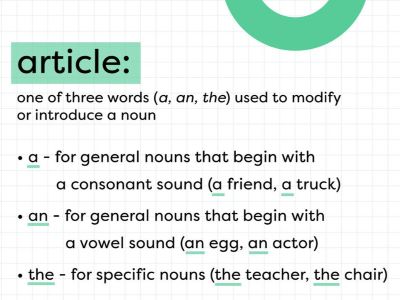 article:
one of three words (a, an, the) used to modify
or introduce a noun
• a - for general nouns that begin with
a consonant sound (a friend, a truck)
• an - for general nouns that begin with
a vowel sound (an egg, an actor)
• the - for specific nouns (the teacher, the chair)